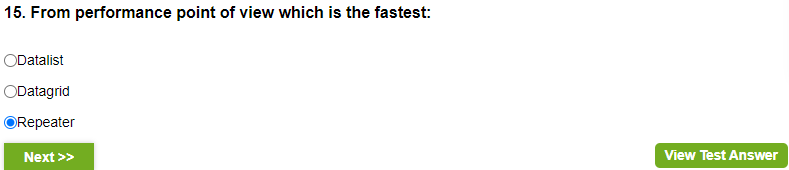 15. From performance point of view which is the fastest:
Datalist
Datagrid
Repeater
Next >>
View Test Answer